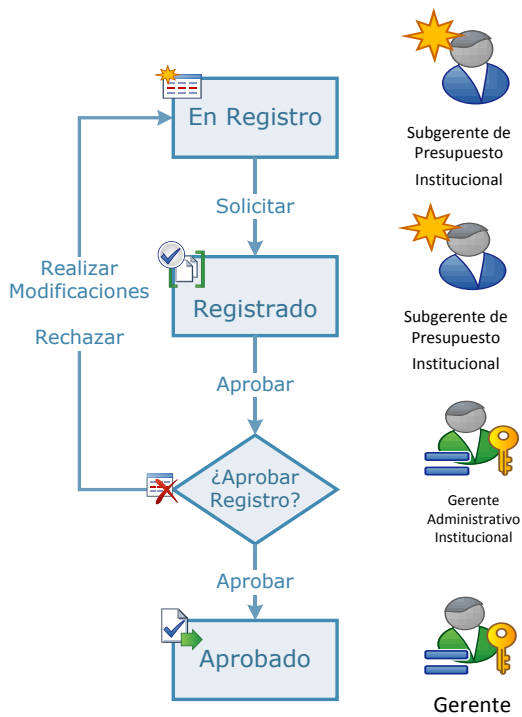 En Registro
Subgerente de
Presupuesto
Institucional
Solicitar
Realizar
Modificaciones
Registrado
Rechazar
Subgerente de
Presupuesto
Institucional
Aprobar
¿Aprobar
Registro?
Gerente
Administrativo
Institucional
Aprobar
Aprobado
Gerente